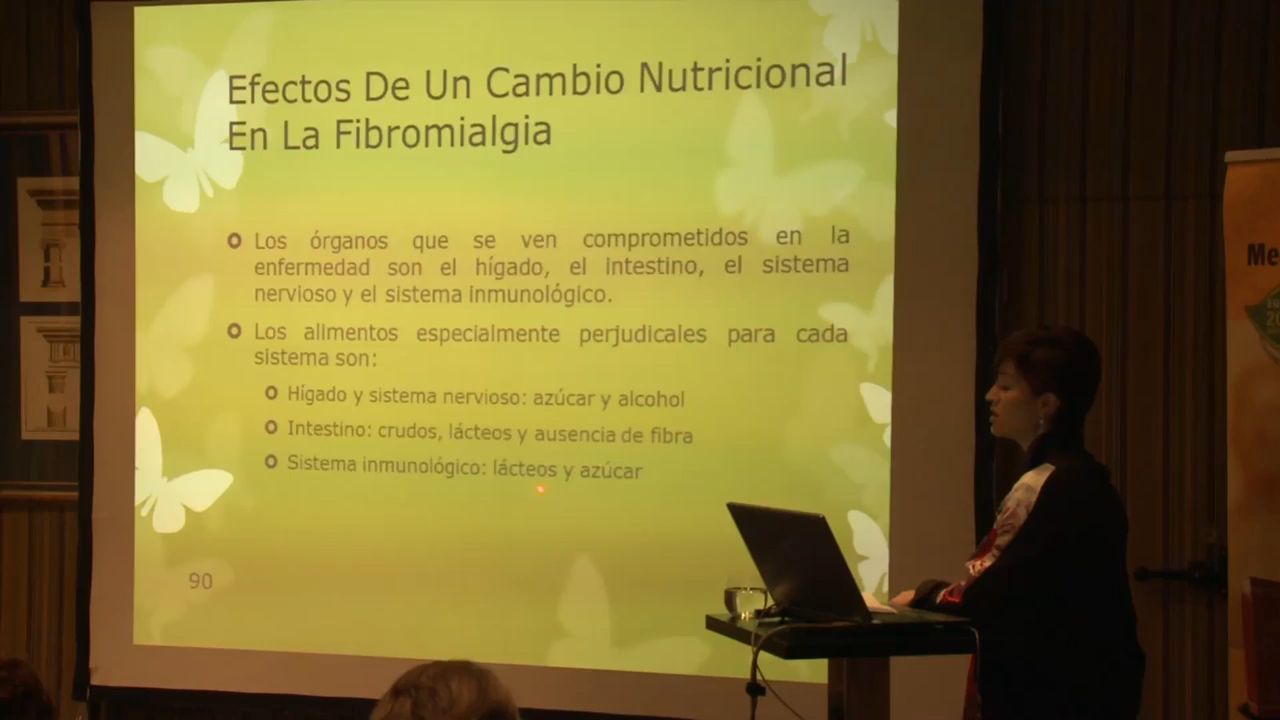 Efectos De Un Cambio Nutricional
En La Fibromialgia
Los órganos que se ven comprometidos en la
enfermedad son el hígado, el intestino, el sistema
nervioso y el sistema inmunológico.
Los alimentos especialmente perjudicales para cada
sistema son:
Hígado y sistema nervioso: azúcar y alcohol
Intestino: crudos, lácteos y ausencia de fibra
Sistema inmunológico: lácteos y azúcar
90
Me